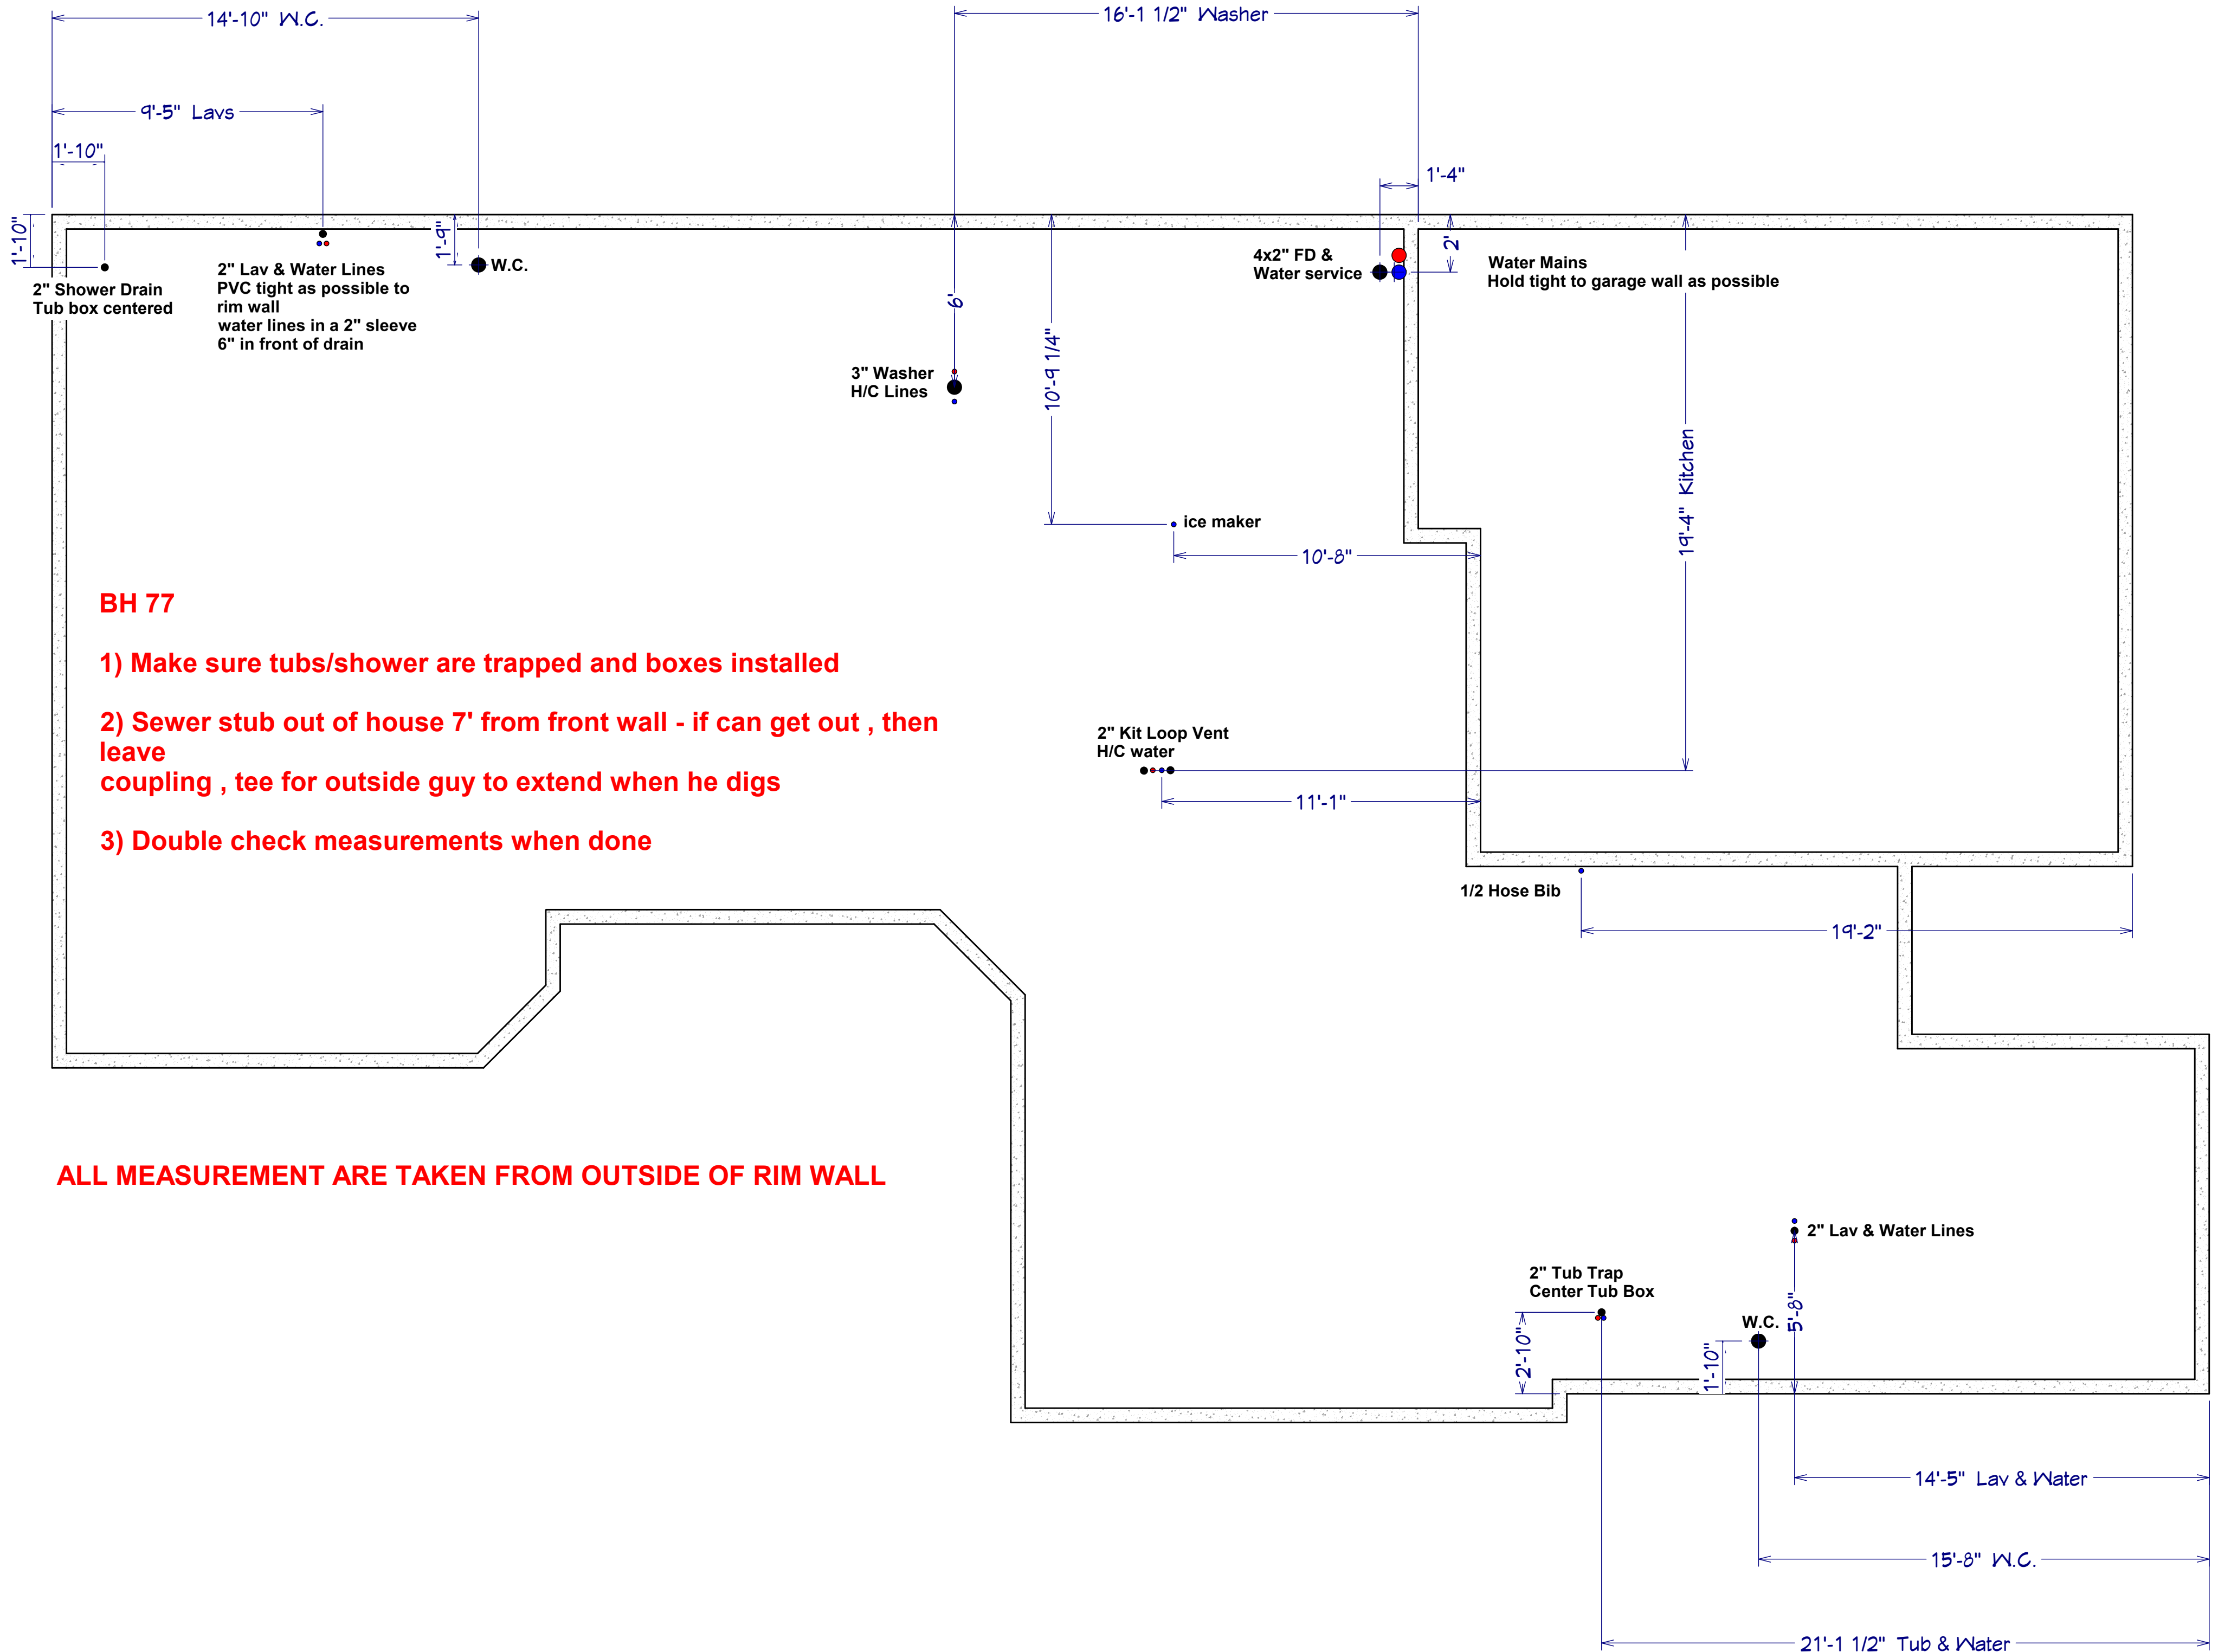 14'-10" W.C.
16'-1 1/2" Washer
9'-5" Lavs
1'-10"
1'-4"
1'-10"
1'-9"
2'
W.C.
4x2" FD &
Water service
Water Mains
Hold tight to garage wall as possible
2" Shower Drain
Tub box centered
2" Lav & Water Lines
PVC tight as possible to
rim wall
water lines in a 2" sleeve
6" in front of drain
6'
10'-9 1/4"
3" Washer
H/C Lines
19'-4" Kitchen
ice maker
10'-8"
BH 77
1) Make sure tubs/shower are trapped and boxes installed
2) Sewer stub out of house 7' from front wall - if can get out , then
leave
coupling , tee for outside guy to extend when he digs
3) Double check measurements when done
2" Kit Loop Vent
H/C water
11'-1"
1/2 Hose Bib
19'-2"
ALL MEASUREMENT ARE TAKEN FROM OUTSIDE OF RIM WALL
2" Lav & Water Lines
2" Tub Trap
Center Tub Box
W.C.
5'-8"
2'-10"
1'-10"
14'-5" Lav & Water
15'-8" W.C.
21'-1 1/2" Tub & Water